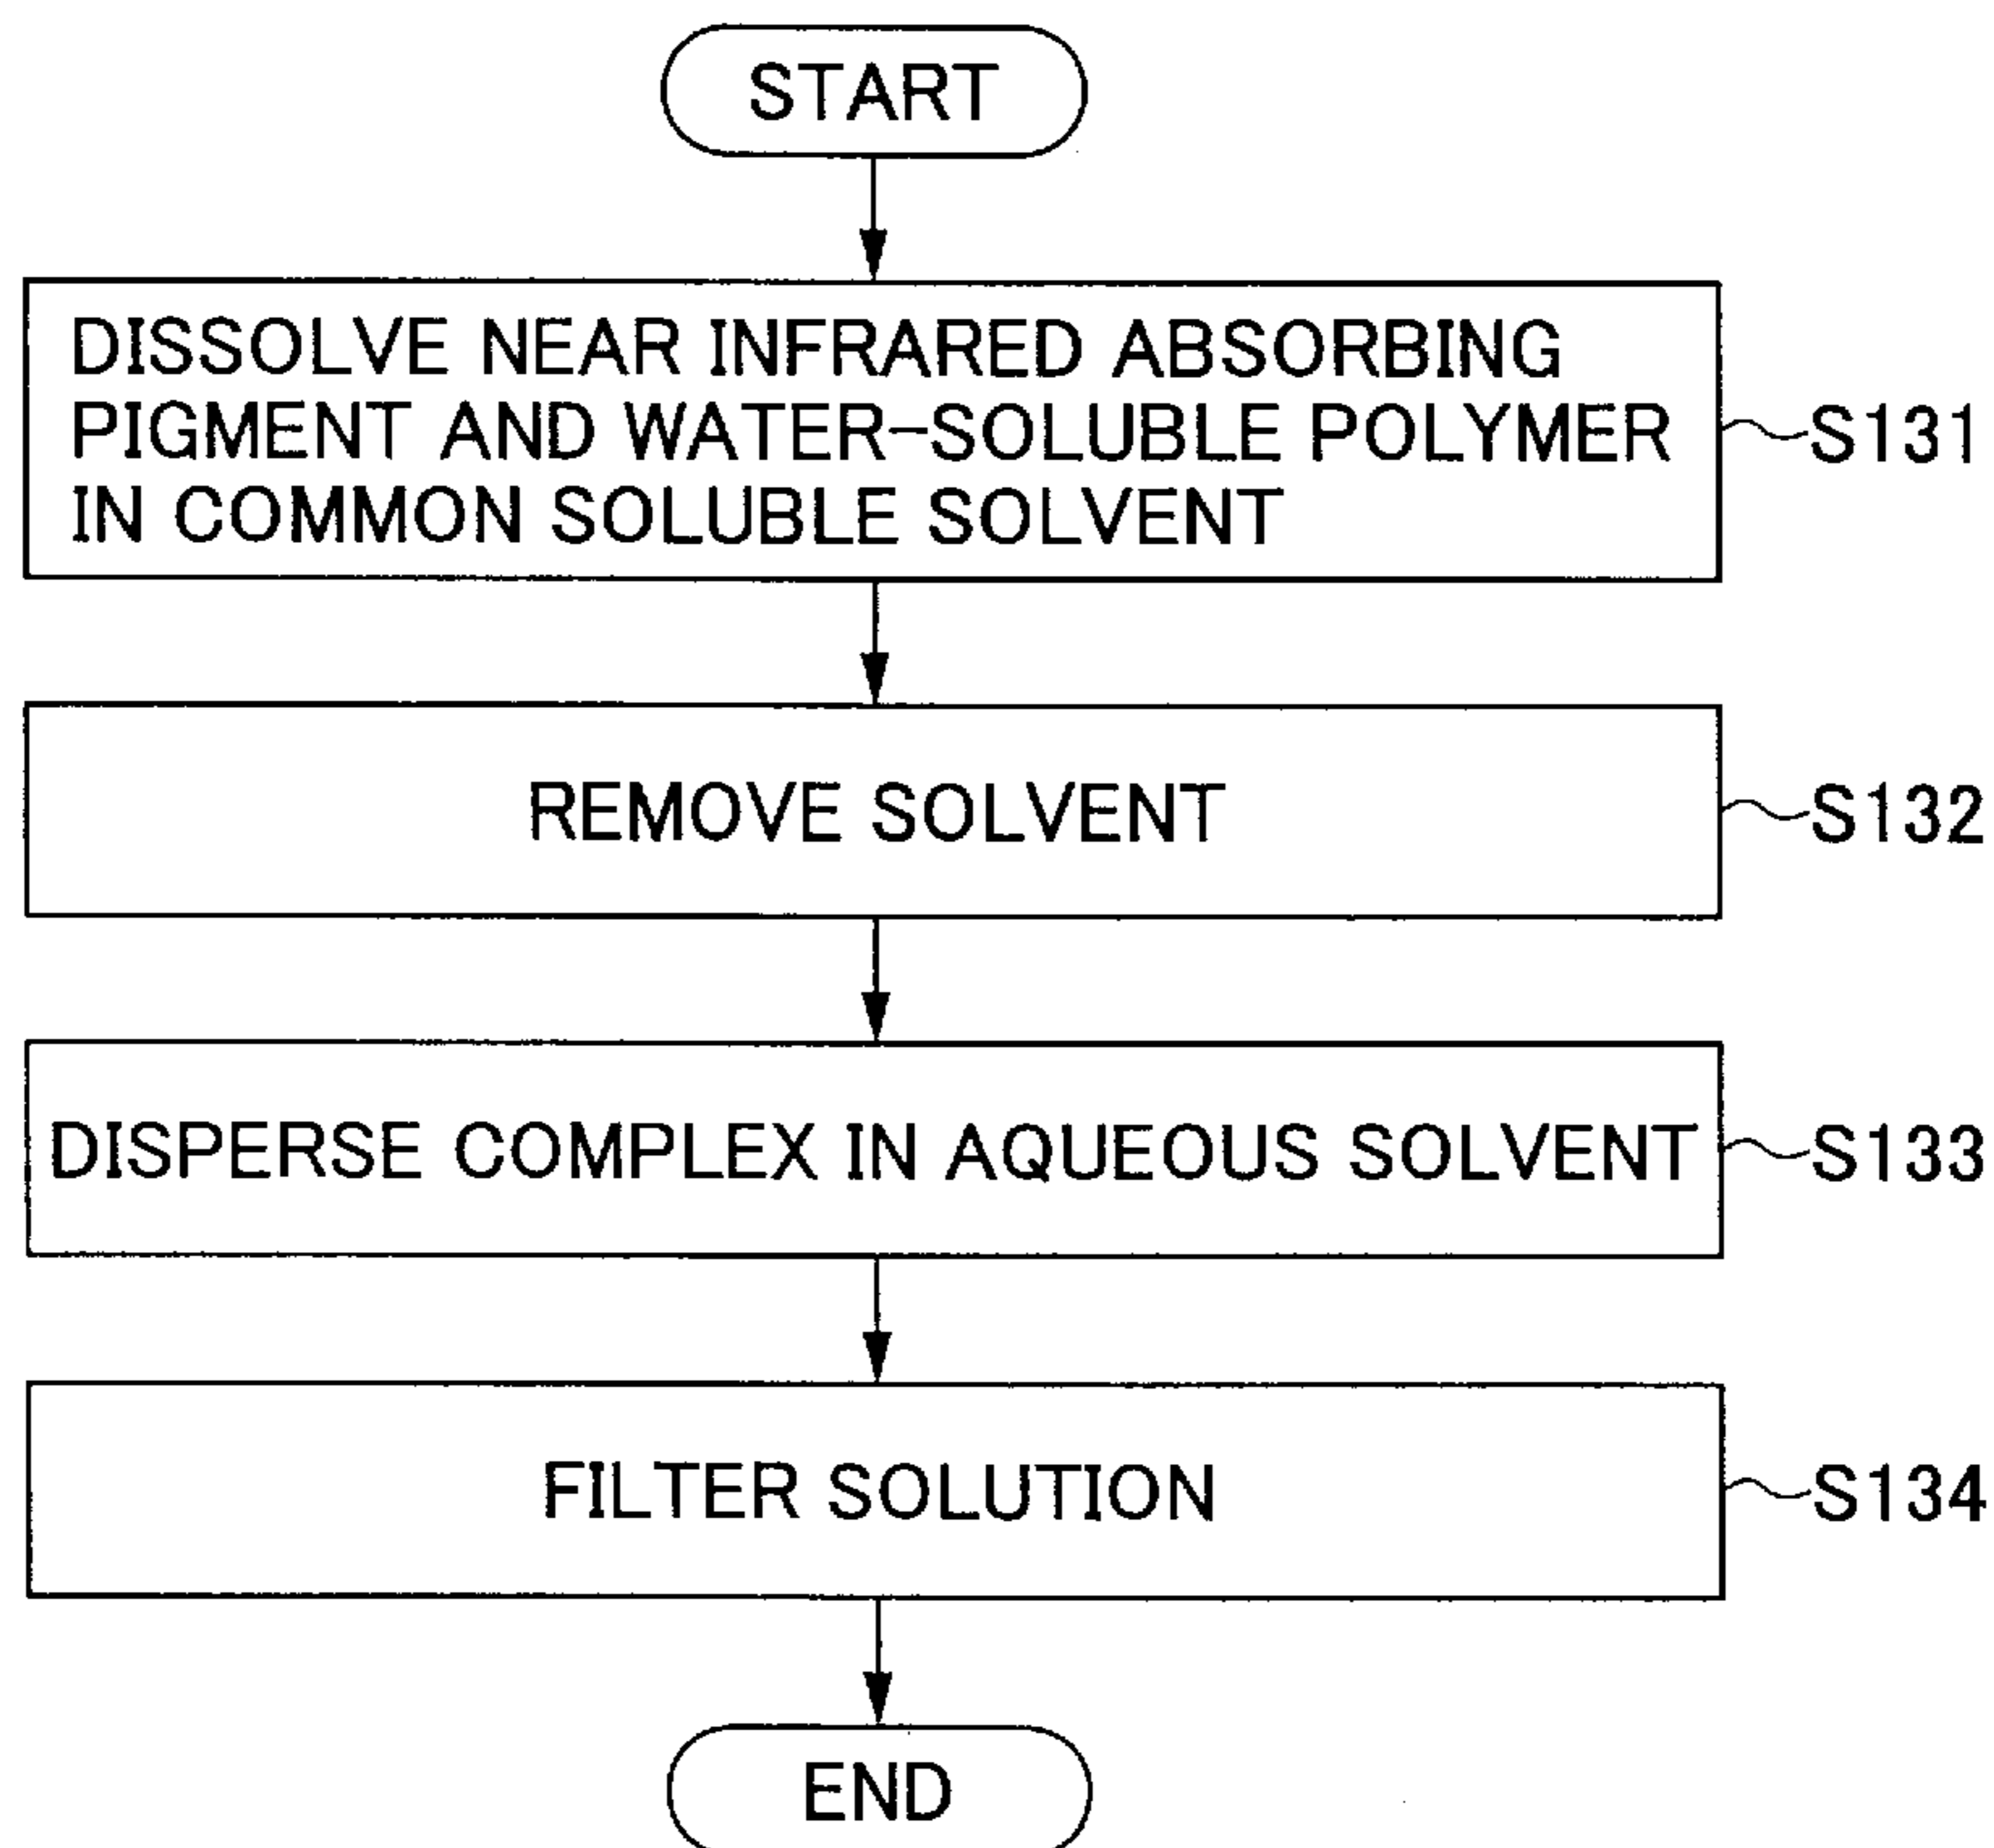 START
DISSOLVE NEAR INFRARED ABSORBING
PIGMENT AND WATER-SOLUBLE POLYMER
IN COMMON SOLUBLE SOLVENT
S131
REMOVE SOLVENT
S132
DISPERSE COMPLEX IN AQUEOUS SOLVENT
S133
FILTER SOLUTION
S134
END